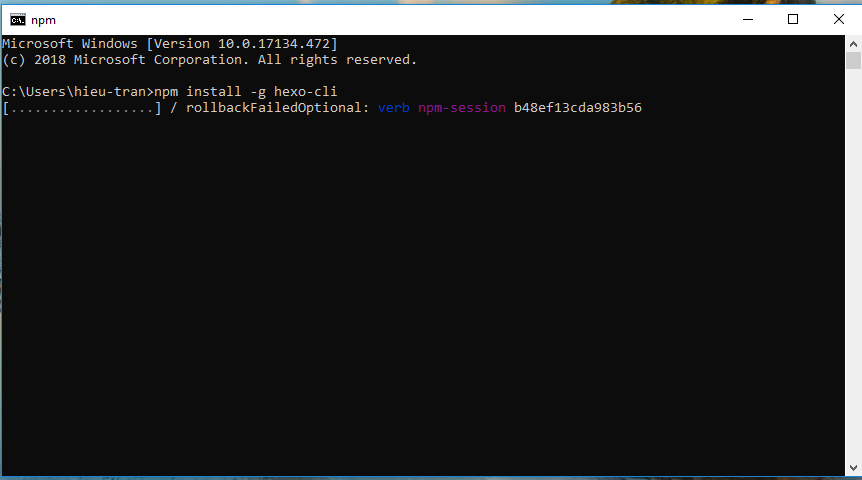 npm
Microsoft Windows [Version 10.0.17134.472]
(c) 2018 Microsoft Corporation. All rights reserved.
C:\Users\hieu-tran>npm install -g hexo-cli
[..................] / rollbackFailedOptional: verb npm-session b48ef13cda983b56